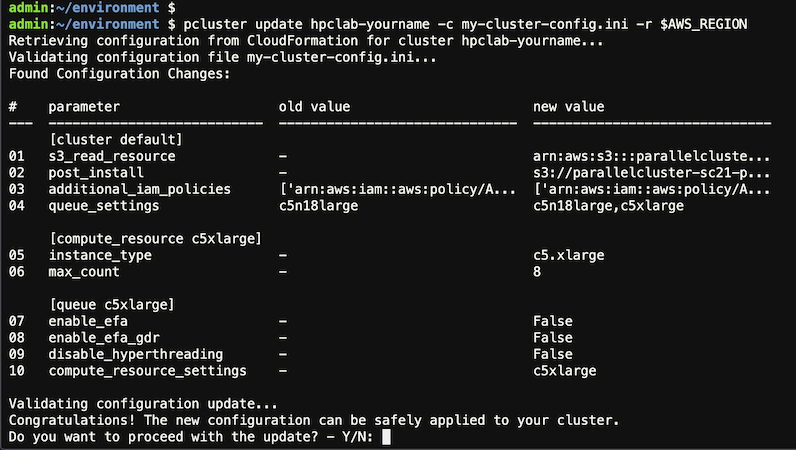 admin:~/environment $
admin:~/environment $ pcluster update hpclab-yourname -c my-cluster-config.ini -r $AWS_REGION
Retrieving configuration from CloudFormation for cluster hpclab-yourname...
Validating configuration file my-cluster-config.ini...
Found Configuration Changes:
#    parameter                    old value                        new value
---  ---------------------------  -------------------------------  -------------------------------
     [cluster default]
01   s3_read_resource             -                                arn:aws:s3:::parallelcluste...
02   post_install                 -                                s3://parallelcluster-sc21-p...
03   additional_iam_policies      ['arn:aws:iam::aws:policy/A...   ['arn:aws:iam::aws:policy/A...
04   queue_settings               c5n18large                       c5n18large,c5xlarge
     [compute_resource c5xlarge]
05   instance_type                -                                c5.xlarge
06   max_count                    -                                8
     [queue c5xlarge]
07   enable_efa                   -                                False
08   enable_efa_gdr               -                                False
09   disable_hyperthreading       -                                False
10   compute_resource_settings    -                                c5xlarge
Validating configuration update...
Congratulations! The new configuration can be safely applied to your cluster.
Do you want to proceed with the update? - Y/N: